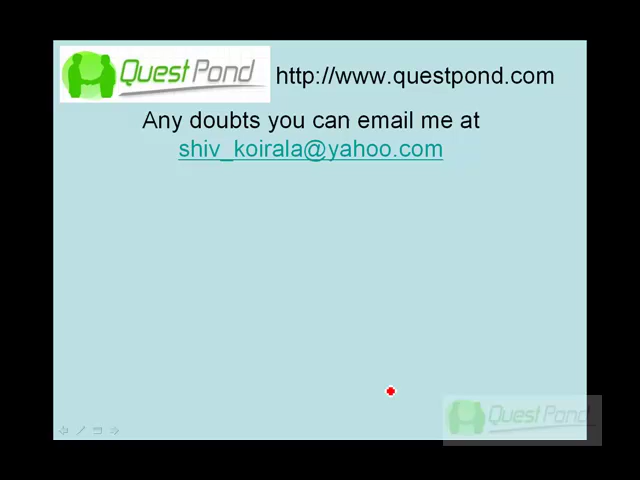 QuestPond http://www.questpond.com
Any doubts you can email me at
shiv_koirala@yahoo.com
QuestPond